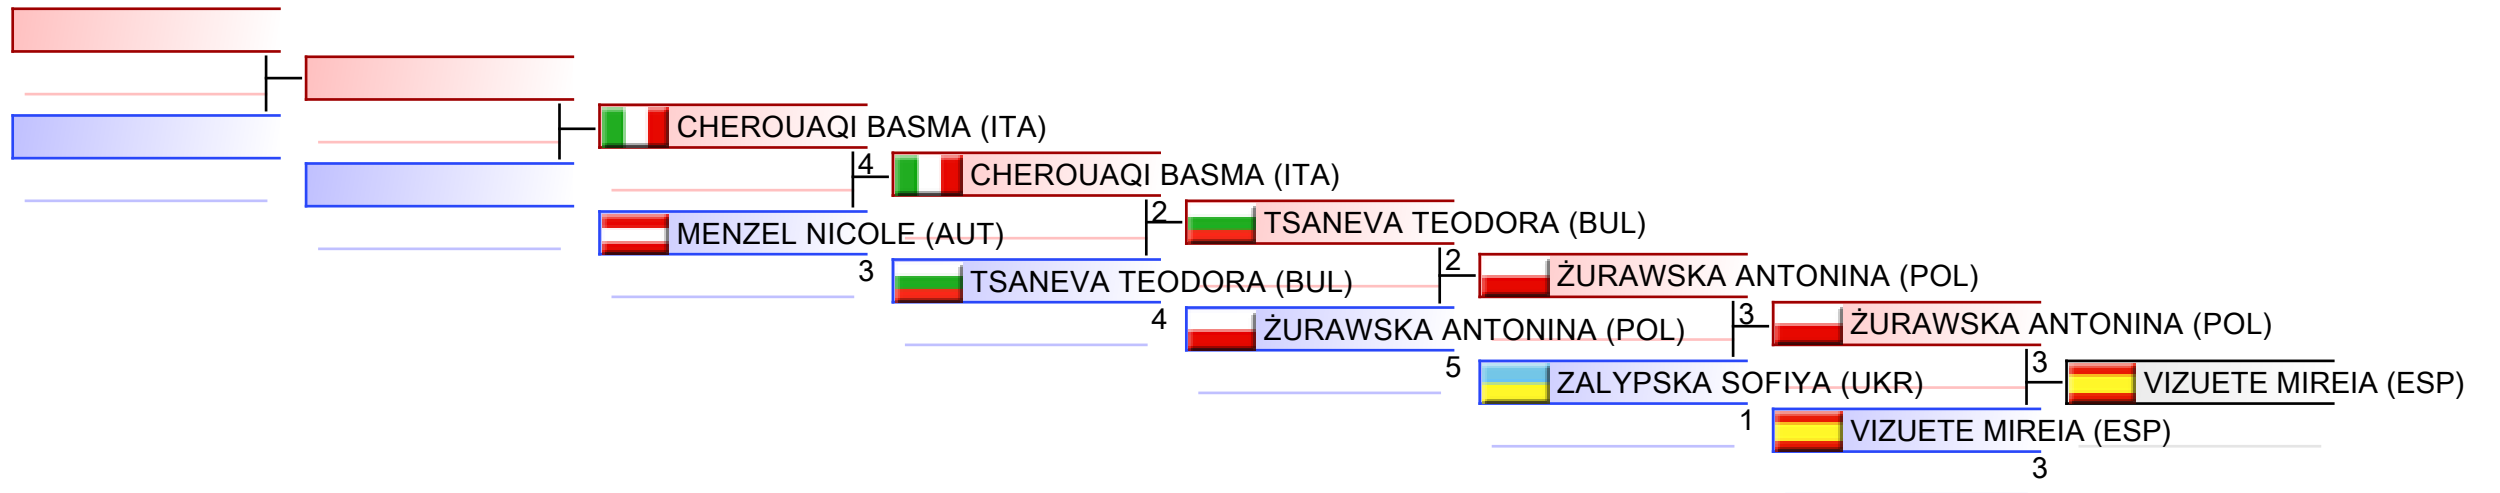 CHEROUAQI BASMA (ITA)
4
CHEROUAQI BASMA (ITA)
2
TSANEVA TEODORA (BUL)
MENZEL NICOLE (AUT)
3
2
ŻURAWSKA ANTONINA (POL)
TSANEVA TEODORA (BUL)
4
3
ŻURAWSKA ANTONINA (POL)
ŻURAWSKA ANTONINA (POL)
5
3
ZALYPSKA SOFIYA (UKR)
1
VIZUETE MIREIA (ESP)
VIZUETE MIREIA (ESP)
3